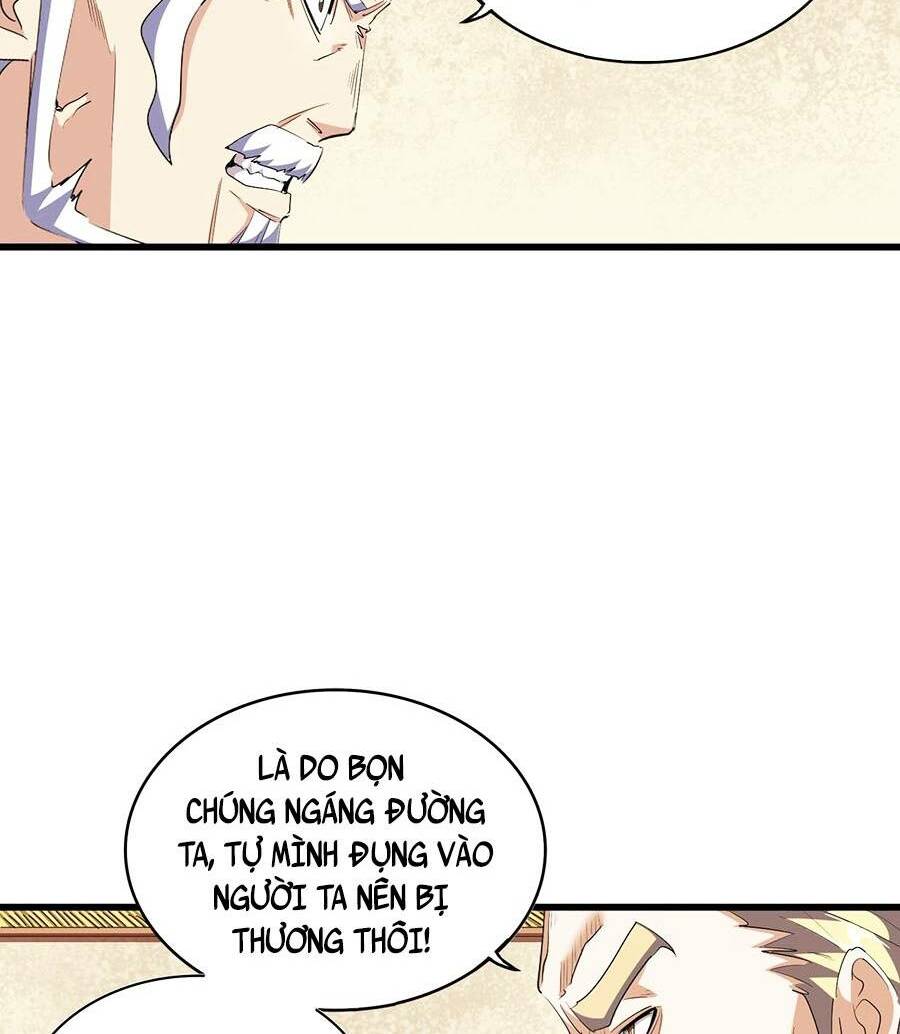 LÀ DO BỌN
CHÚNG NGÁNG ĐƯỜNG
TA, TỰ MÌNH ĐỤNG VÀO
NGƯỜI TA NÊN BỊ
THƯƠNG THÔI!